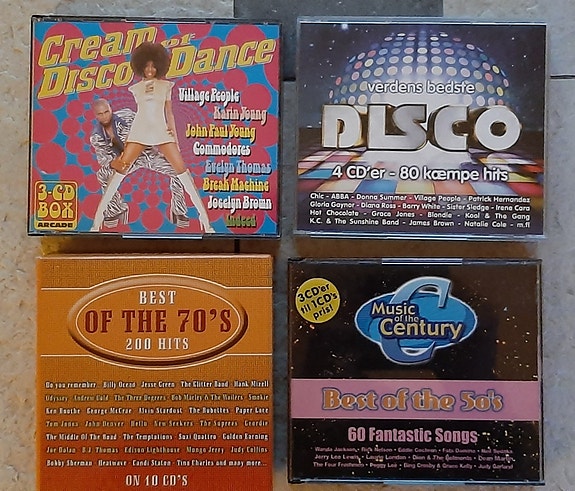 Cream of
Disco Dance
Village People
Karin Young
John Paul Young
Commodores
Evelyn Thomas
Break Machine
Jocelyn Brown
Indeed
3-CD
BOX
ARCADE
verdens bedste
DISCO
4 CD'er - 80 kæmpe hits
Chic - ABBA - Donna Summer - Village People - Patrick Hernandez
Gloria Gaynor - Diana Ross - Barry White - Sister Sledge - Irene Cara
Hot Chocolate - Grace Jones - Blondie - Kool & The Gang
K.C. & The Sunshine Band - James Brown - Natalie Cole - m.fl
BEST
OF THE 70'S
200 HITS
Do you remember · Billy Ocean · Jesse Green · The Glitter Band · Hank Mizell
Odyssey · Andrew Gold · The Three Degrees · Bob Marley & The Wailers · Smokie
Ken Boothe · George McCrae · Alvin Stardust · The Rubettes · Paper Lace
Tom Jones · John Denver · Hello · New Seekers · The Supremes · Geordie
The Middle Of The Road · The Temptations · Suzi Quatro · Golden Earring
Joe Dolan · B.J. Thomas · Edison Lighthouse · Mungo Jerry · Judy Collins
Bobby Sherman · Heatwave · Candi Staton · Tina Charles and many more...
ON 10 CD'S
3CD'er
til 1CD's
Pris!
Music
of the
Century
Best of the 50's
60 Fantastic Songs
Wanda Jackson - Rick Nelson - Eddie Cochran - Fats Domino - Neil Sedaka
Jerry Lee Lewis - Laurie London - Dion & The Belmonts - Dean Martin
The Four Freshmen - Peggy Lee - Bing Crosby & Grace Kelly - Judy Garland